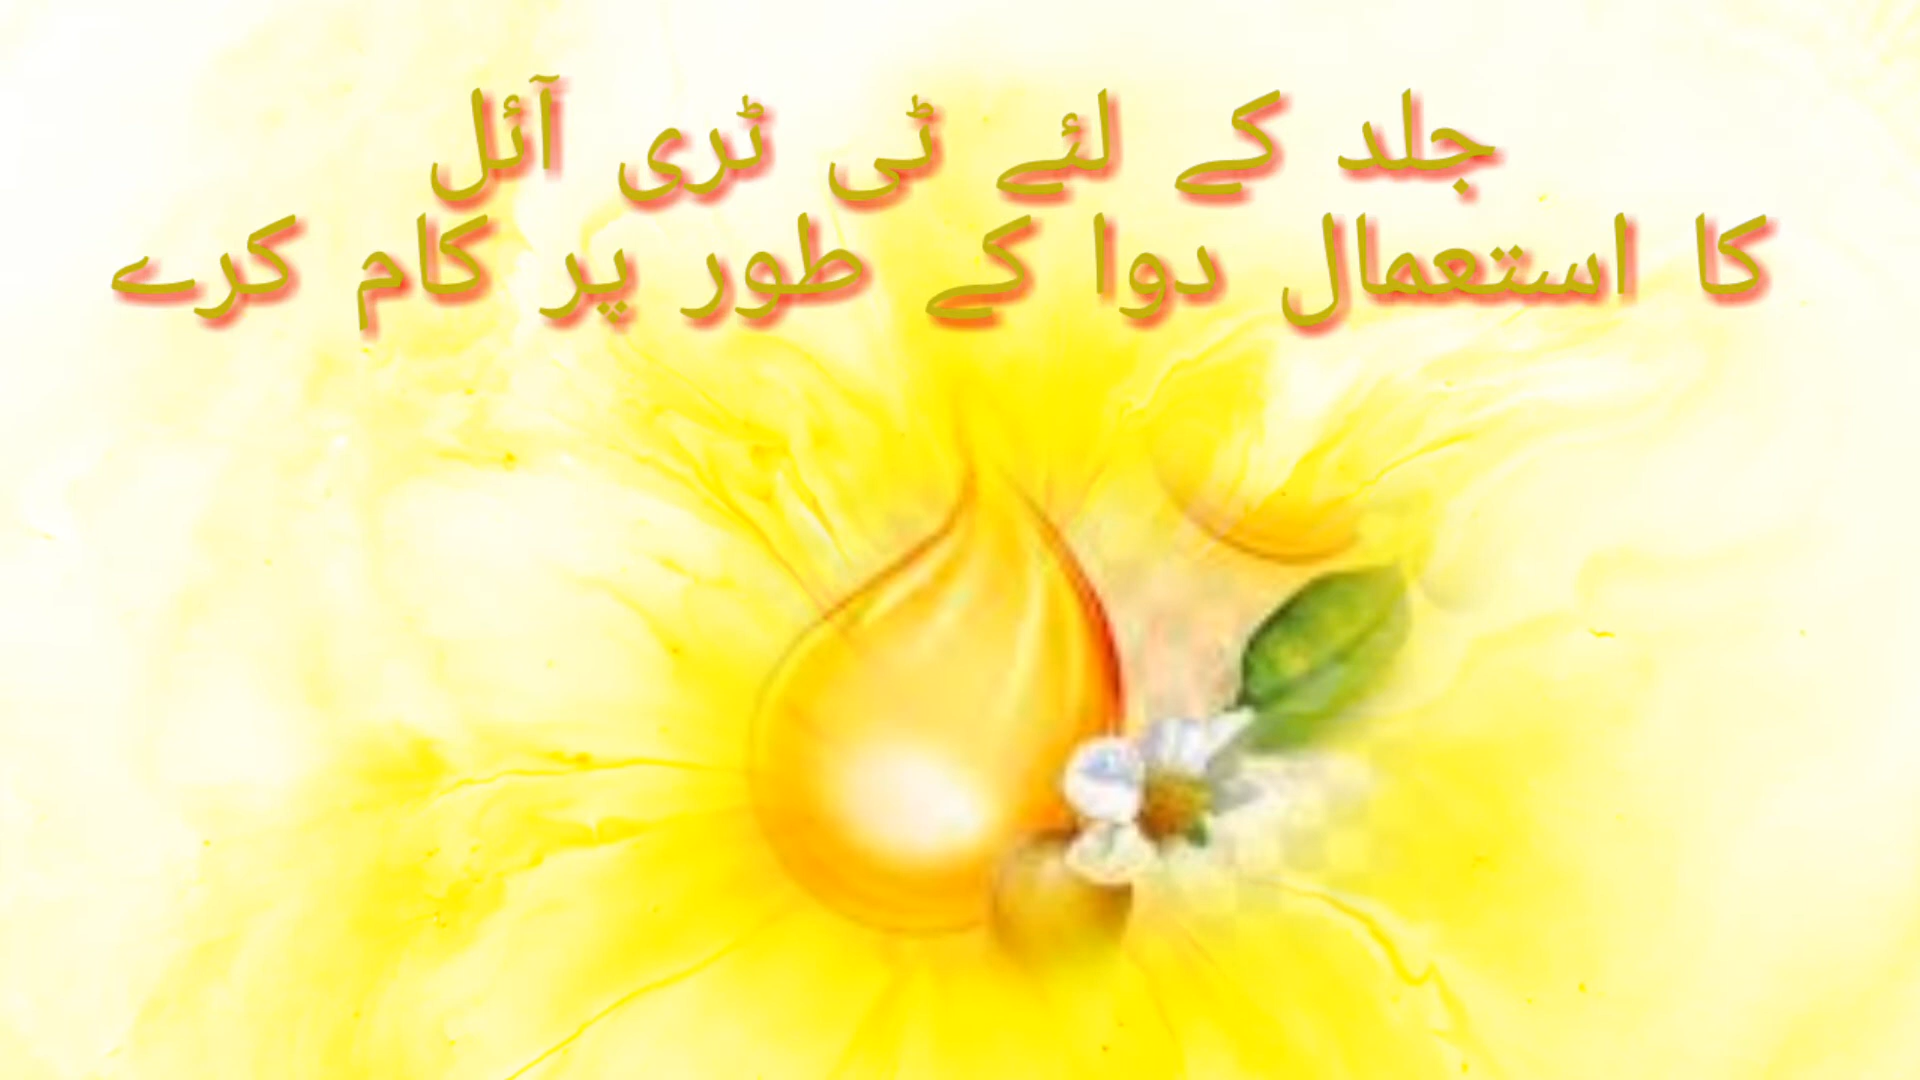 جلد کے لئے ٹی ٹری آئل
کا استعمال دوا کے طور پر کام کرے